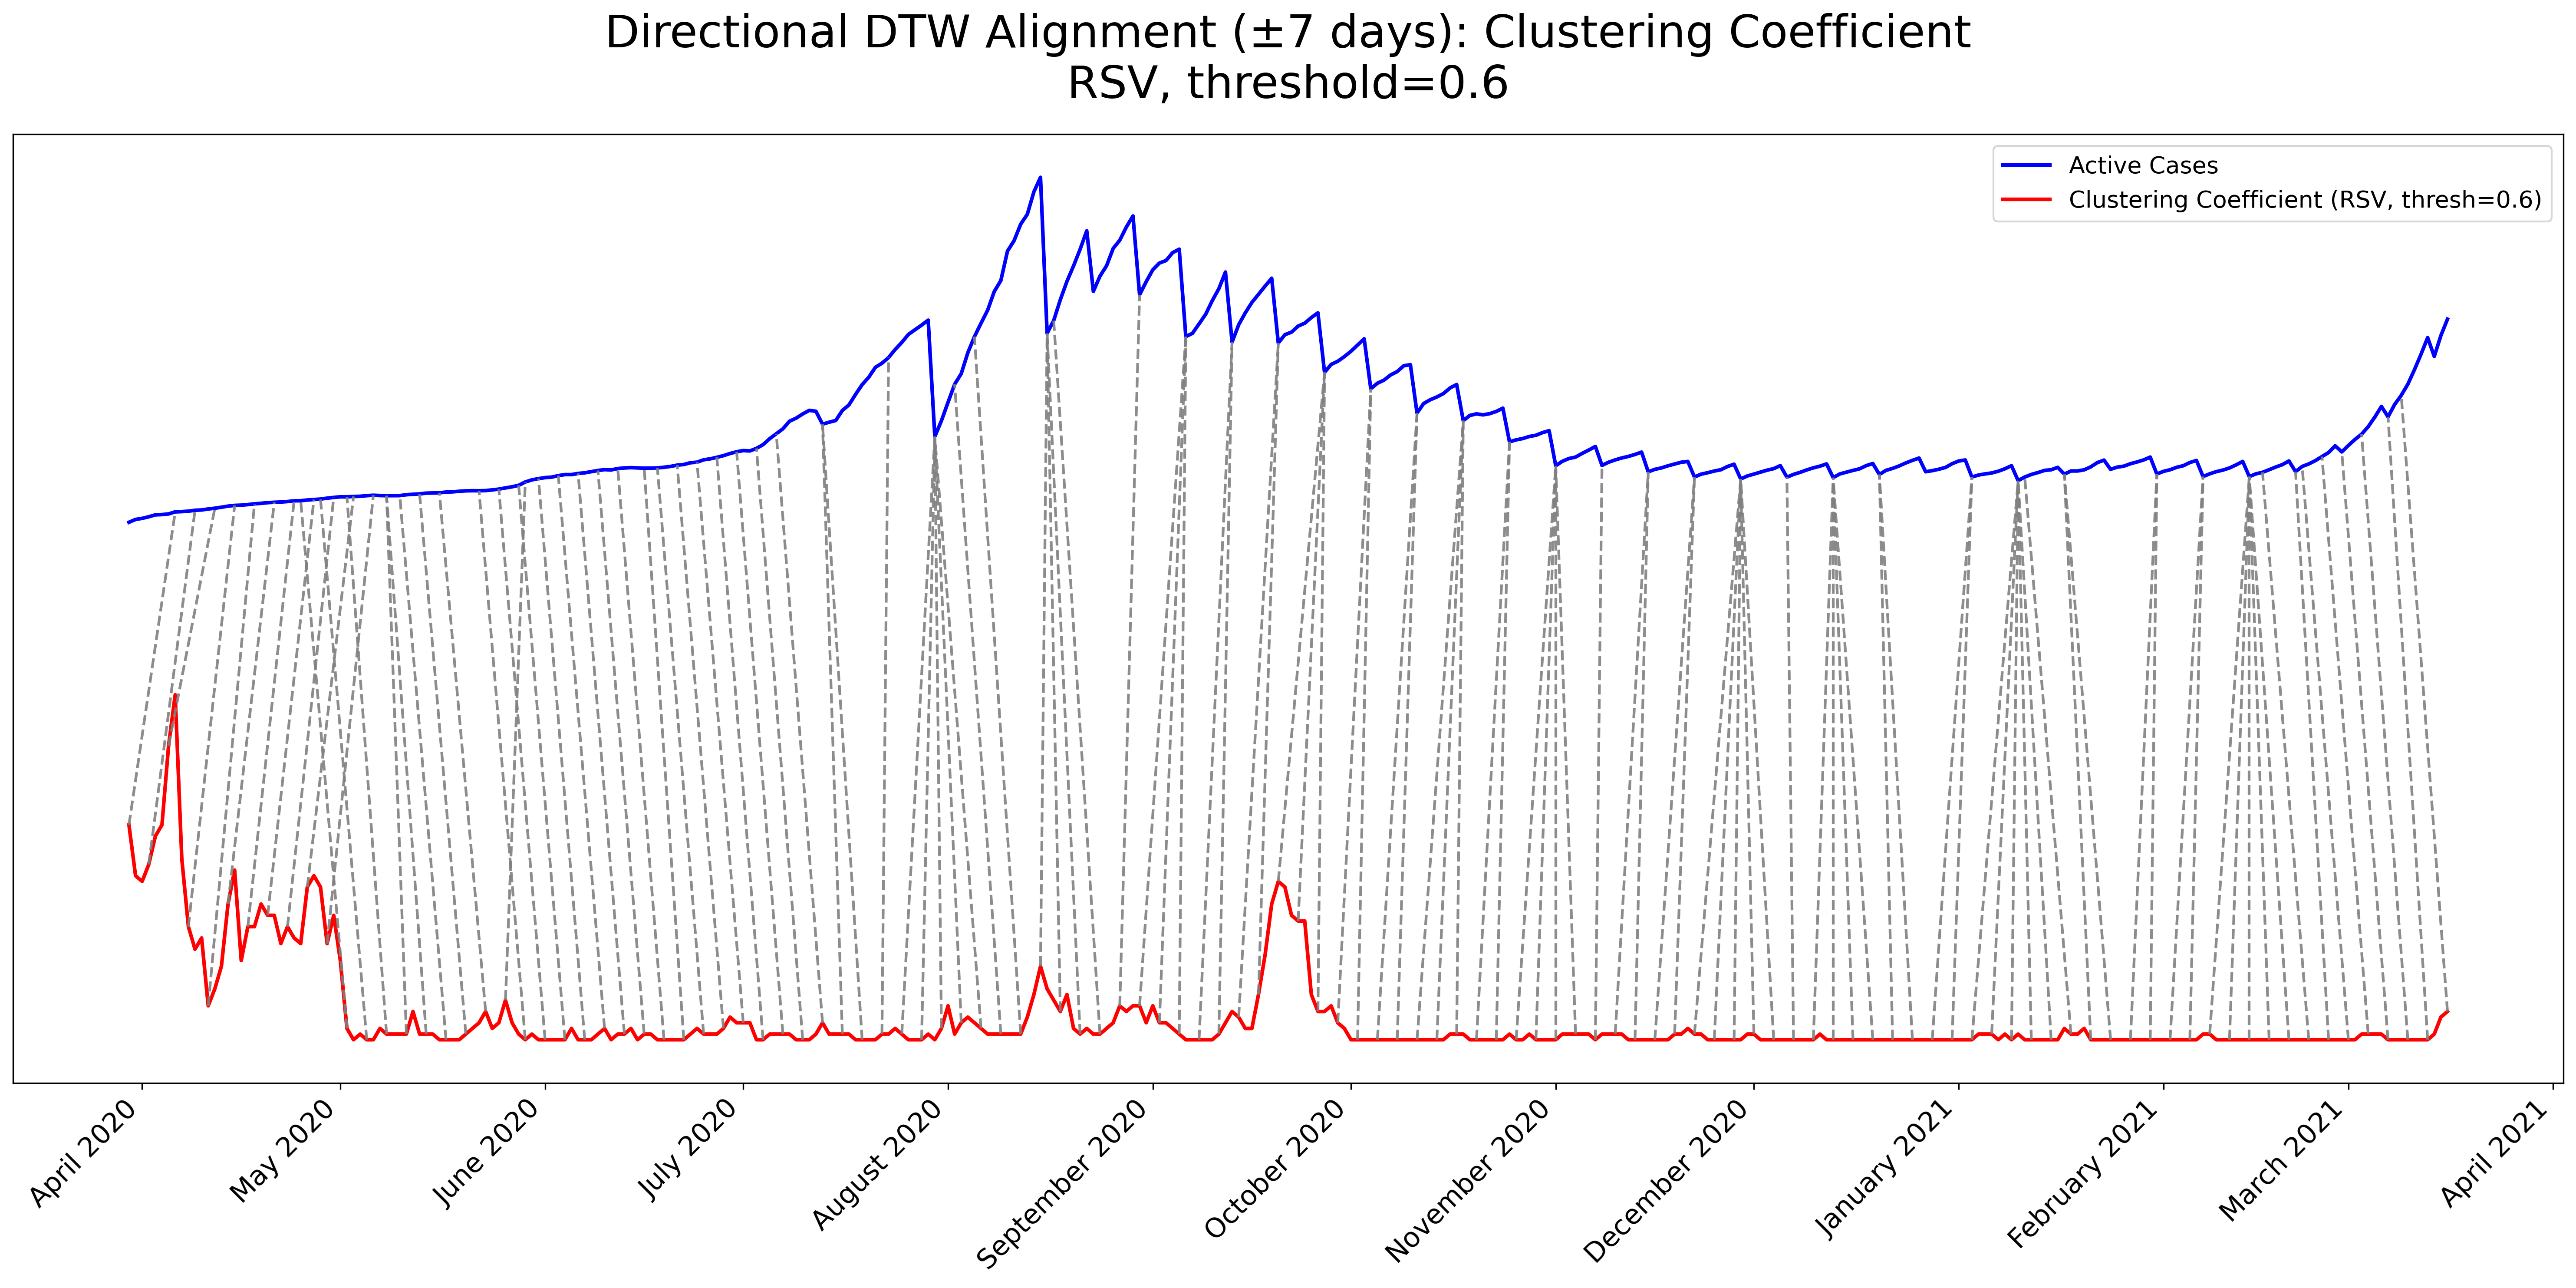 Directional DTW Alignment (±7 days): Clustering Coefficient
RSV, threshold=0.6
Active Cases
Clustering Coefficient (RSV, thresh=0.6)
April 2020
May 2020
June 2020
July 2020
August 2020
September 2020
October 2020
November 2020
December 2020
January 2021
February 2021
March 2021
April 2021